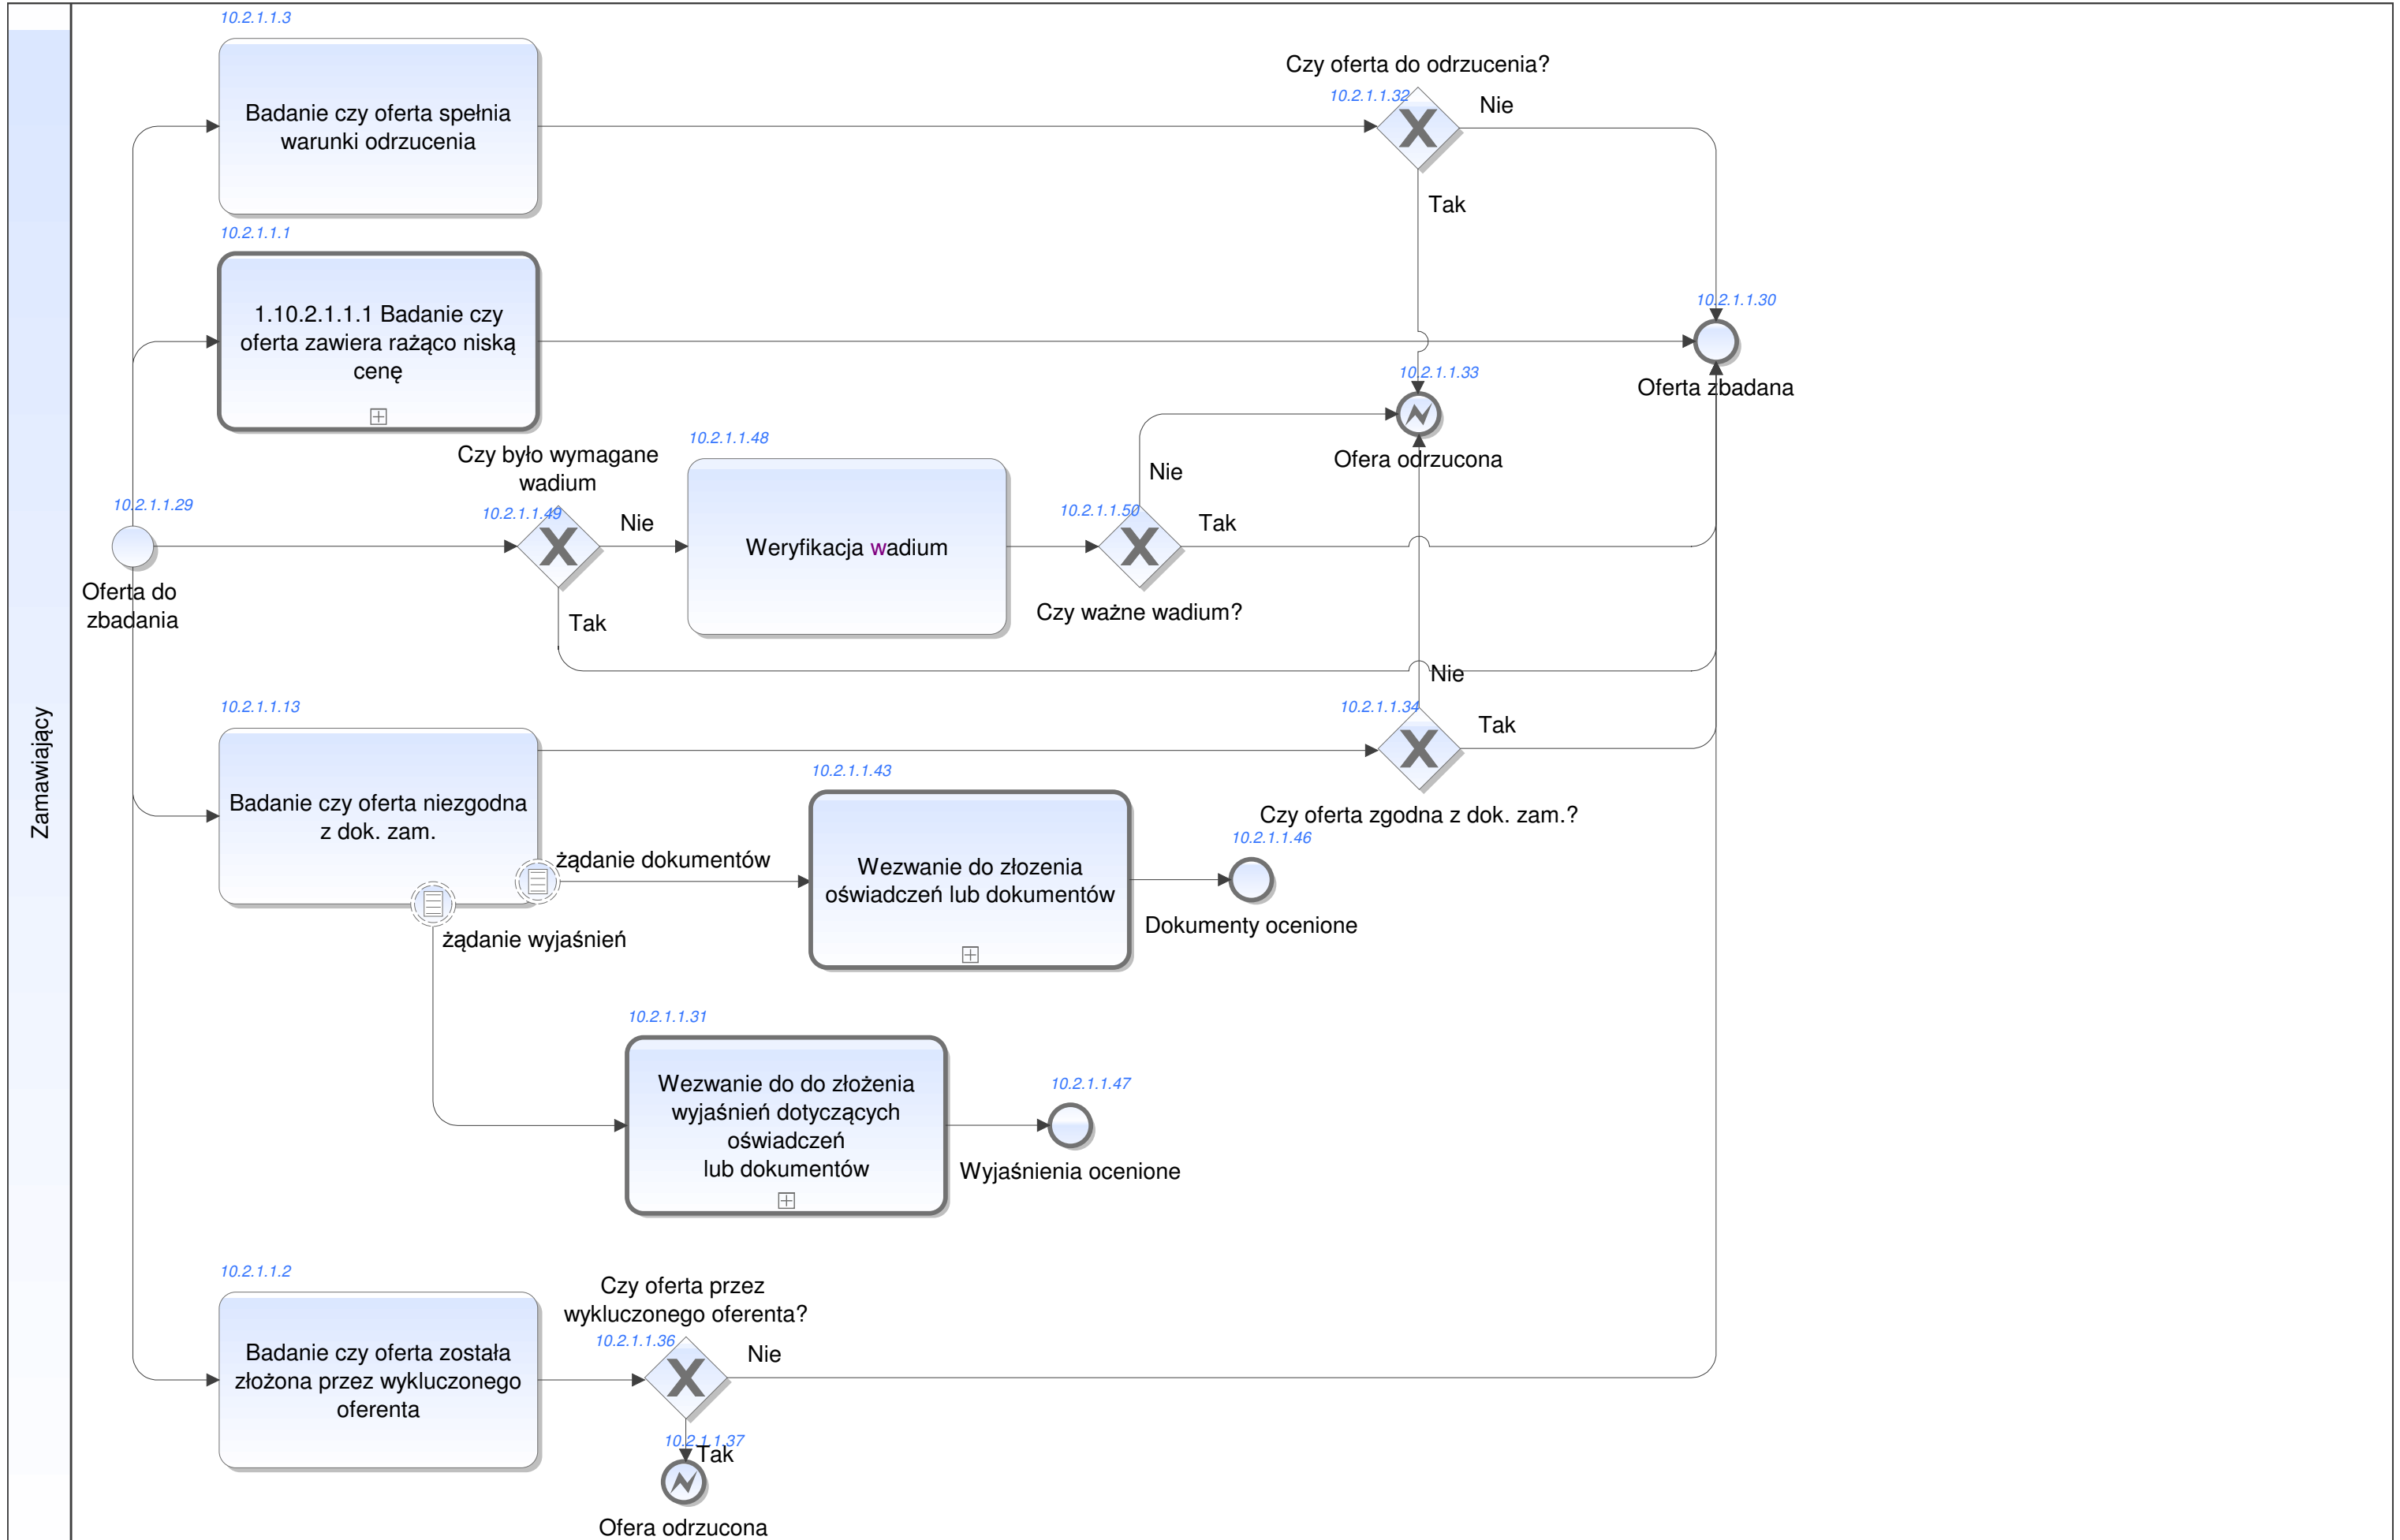 10.2.1.1.3
Badanie czy oferta spełnia
warunki odrzucenia
Czy oferta do odrzucenia?
10.2.1.1.32
Nie
Tak
10.2.1.1.1
1.10.2.1.1.1 Badanie czy
oferta zawiera rażąco niską
cenę
10.2.1.1.30
Oferta zbadana
10.2.1.1.33
Ofera odrzucona
10.2.1.1.29
Oferta do
zbadania
Czy było wymagane
wadium
10.2.1.1.49
Nie
Tak
10.2.1.1.48
Weryfikacja wadium
10.2.1.1.50
Nie
Tak
Czy ważne wadium?
Zamawiający
10.2.1.1.13
Badanie czy oferta niezgodna
z dok. zam.
żądanie dokumentów
żądanie wyjaśnień
Nie
10.2.1.1.34
Tak
Czy oferta zgodna z dok. zam.?
10.2.1.1.43
Wezwanie do złozenia
oświadczeń lub dokumentów
10.2.1.1.46
Dokumenty ocenione
10.2.1.1.31
Wezwanie do do złożenia
wyjaśnień dotyczących
oświadczeń
lub dokumentów
10.2.1.1.47
Wyjaśnienia ocenione
10.2.1.1.2
Badanie czy oferta została
złożona przez wykluczonego
oferenta
Czy oferta przez
wykluczonego oferenta?
10.2.1.1.36
Nie
10.2.1.1.37
Tak
Ofera odrzucona